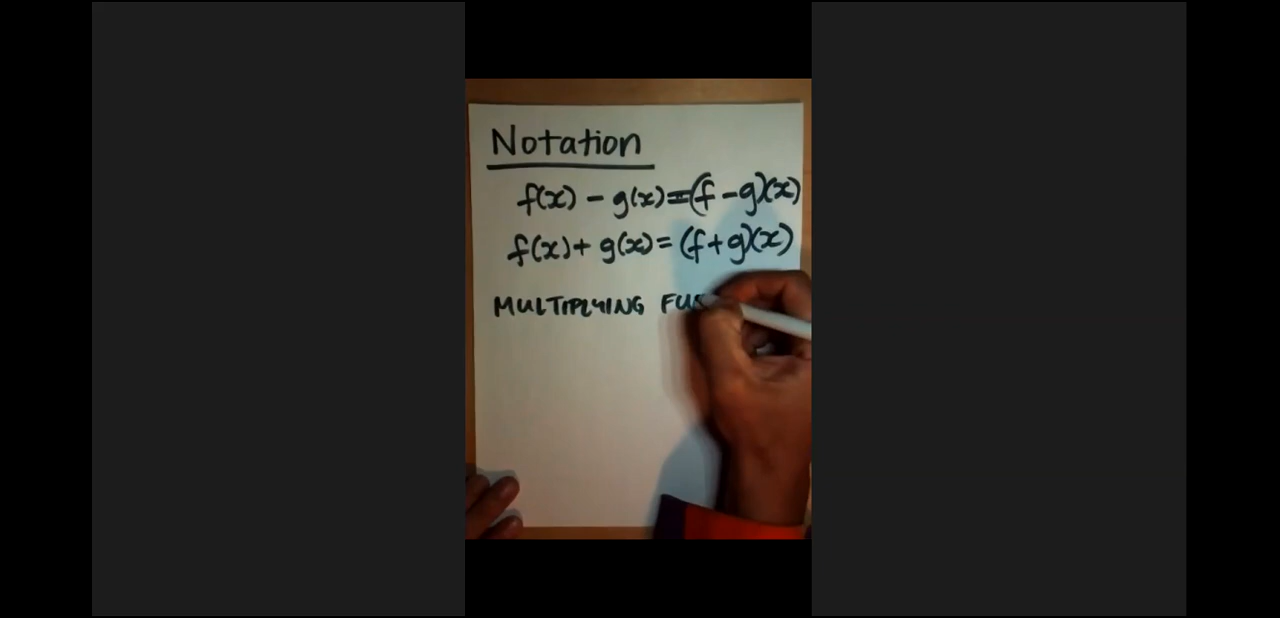 Notation
f(x) - g(x) = (f - g)(x)
f(x) + g(x) = (f + g)(x)
MULTIPLYING